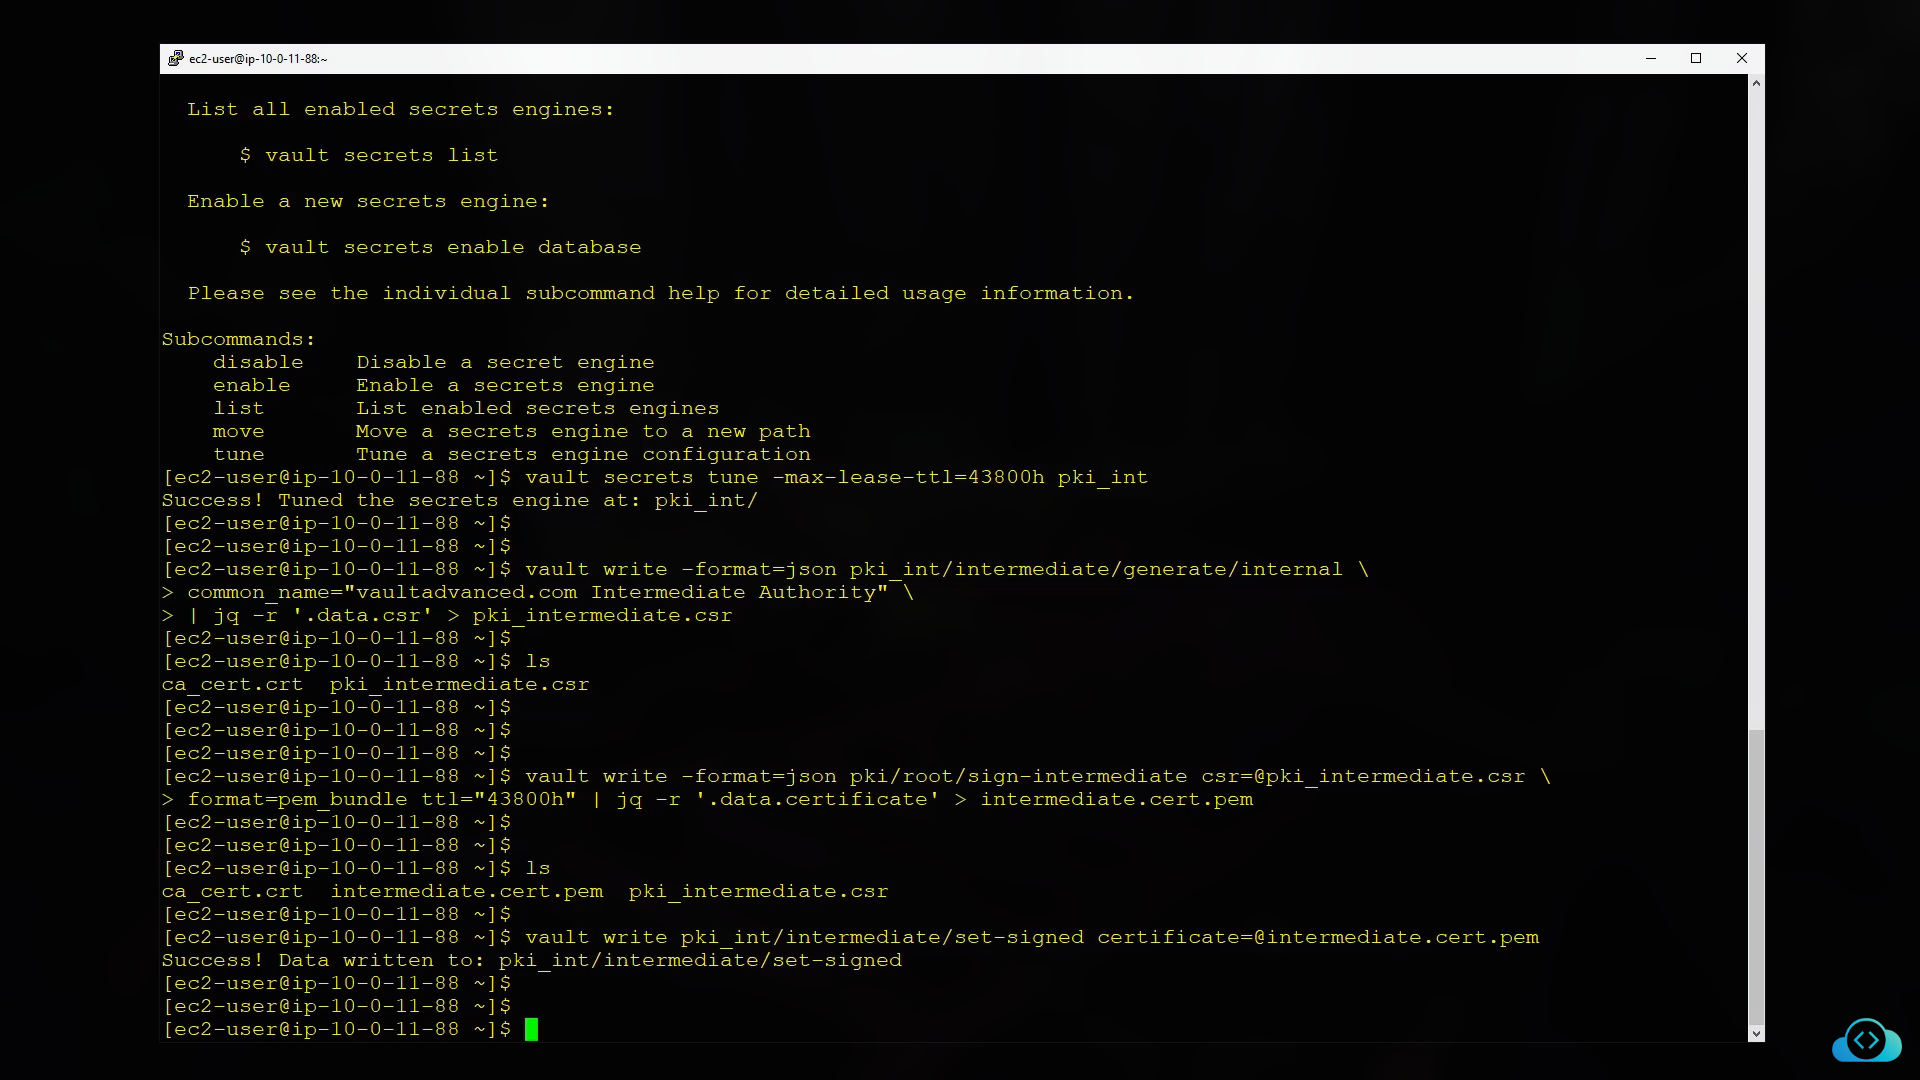 ec2-user@ip-10-0-11-88:~
List all enabled secrets engines:
$ vault secrets list
Enable a new secrets engine:
$ vault secrets enable database
Please see the individual subcommand help for detailed usage information.
Subcommands:
disable    Disable a secret engine
enable     Enable a secrets engine
list       List enabled secrets engines
move       Move a secrets engine to a new path
tune       Tune a secrets engine configuration
[ec2-user@ip-10-0-11-88 ~]$ vault secrets tune -max-lease-ttl=43800h pki_int
Success! Tuned the secrets engine at: pki_int/
[ec2-user@ip-10-0-11-88 ~]$
[ec2-user@ip-10-0-11-88 ~]$
[ec2-user@ip-10-0-11-88 ~]$ vault write -format=json pki_int/intermediate/generate/internal \
> common_name="vaultadvanced.com Intermediate Authority" \
> | jq -r '.data.csr' > pki_intermediate.csr
[ec2-user@ip-10-0-11-88 ~]$
[ec2-user@ip-10-0-11-88 ~]$ ls
ca_cert.crt  pki_intermediate.csr
[ec2-user@ip-10-0-11-88 ~]$
[ec2-user@ip-10-0-11-88 ~]$
[ec2-user@ip-10-0-11-88 ~]$
[ec2-user@ip-10-0-11-88 ~]$ vault write -format=json pki/root/sign-intermediate csr=@pki_intermediate.csr \
> format=pem_bundle ttl="43800h" | jq -r '.data.certificate' > intermediate.cert.pem
[ec2-user@ip-10-0-11-88 ~]$
[ec2-user@ip-10-0-11-88 ~]$
[ec2-user@ip-10-0-11-88 ~]$ ls
ca_cert.crt  intermediate.cert.pem  pki_intermediate.csr
[ec2-user@ip-10-0-11-88 ~]$
[ec2-user@ip-10-0-11-88 ~]$ vault write pki_int/intermediate/set-signed certificate=@intermediate.cert.pem
Success! Data written to: pki_int/intermediate/set-signed
[ec2-user@ip-10-0-11-88 ~]$
[ec2-user@ip-10-0-11-88 ~]$
[ec2-user@ip-10-0-11-88 ~]$